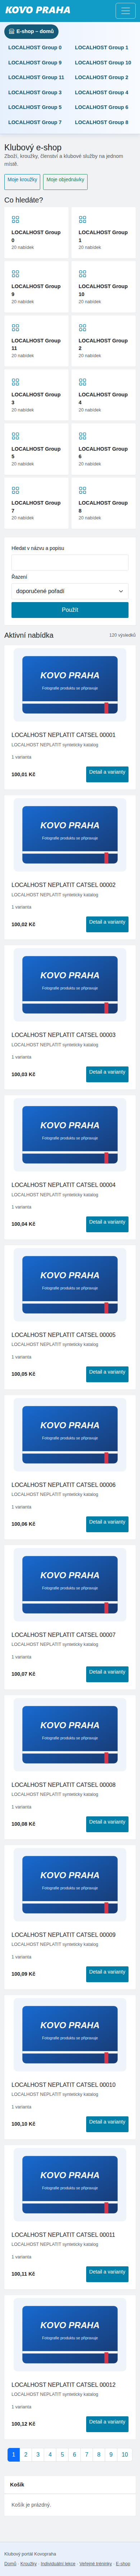 KOVO PRAHA
E-shop – domů
LOCALHOST Group 0
LOCALHOST Group 1
LOCALHOST Group 9
LOCALHOST Group 10
LOCALHOST Group 11
LOCALHOST Group 2
LOCALHOST Group 3
LOCALHOST Group 4
LOCALHOST Group 5
LOCALHOST Group 6
LOCALHOST Group 7
LOCALHOST Group 8
Klubový e-shop
Zboží, kroužky, členství a klubové služby na jednom
místě.
Moje kroužky
Moje objednávky
Co hledáte?
LOCALHOST Group
0
20 nabídek
LOCALHOST Group
1
20 nabídek
LOCALHOST Group
9
20 nabídek
LOCALHOST Group
10
20 nabídek
LOCALHOST Group
11
20 nabídek
LOCALHOST Group
2
20 nabídek
LOCALHOST Group
3
20 nabídek
LOCALHOST Group
4
20 nabídek
LOCALHOST Group
5
20 nabídek
LOCALHOST Group
6
20 nabídek
LOCALHOST Group
7
20 nabídek
LOCALHOST Group
8
20 nabídek
Hledat v názvu a popisu
Řazení
doporučené pořadí
Použít
Aktivní nabídka
120 výsledků
KOVO PRAHA
Fotografie produktu se připravuje
LOCALHOST NEPLATIT CATSEL 00001
LOCALHOST NEPLATIT syntetický katalog
1 varianta
100,01 Kč
Detail a varianty
KOVO PRAHA
Fotografie produktu se připravuje
LOCALHOST NEPLATIT CATSEL 00002
LOCALHOST NEPLATIT syntetický katalog
1 varianta
100,02 Kč
Detail a varianty
KOVO PRAHA
Fotografie produktu se připravuje
LOCALHOST NEPLATIT CATSEL 00003
LOCALHOST NEPLATIT syntetický katalog
1 varianta
100,03 Kč
Detail a varianty
KOVO PRAHA
Fotografie produktu se připravuje
LOCALHOST NEPLATIT CATSEL 00004
LOCALHOST NEPLATIT syntetický katalog
1 varianta
100,04 Kč
Detail a varianty
KOVO PRAHA
Fotografie produktu se připravuje
LOCALHOST NEPLATIT CATSEL 00005
LOCALHOST NEPLATIT syntetický katalog
1 varianta
100,05 Kč
Detail a varianty
KOVO PRAHA
Fotografie produktu se připravuje
LOCALHOST NEPLATIT CATSEL 00006
LOCALHOST NEPLATIT syntetický katalog
1 varianta
100,06 Kč
Detail a varianty
KOVO PRAHA
Fotografie produktu se připravuje
LOCALHOST NEPLATIT CATSEL 00007
LOCALHOST NEPLATIT syntetický katalog
1 varianta
100,07 Kč
Detail a varianty
KOVO PRAHA
Fotografie produktu se připravuje
LOCALHOST NEPLATIT CATSEL 00008
LOCALHOST NEPLATIT syntetický katalog
1 varianta
100,08 Kč
Detail a varianty
KOVO PRAHA
Fotografie produktu se připravuje
LOCALHOST NEPLATIT CATSEL 00009
LOCALHOST NEPLATIT syntetický katalog
1 varianta
100,09 Kč
Detail a varianty
KOVO PRAHA
Fotografie produktu se připravuje
LOCALHOST NEPLATIT CATSEL 00010
LOCALHOST NEPLATIT syntetický katalog
1 varianta
100,10 Kč
Detail a varianty
KOVO PRAHA
Fotografie produktu se připravuje
LOCALHOST NEPLATIT CATSEL 00011
LOCALHOST NEPLATIT syntetický katalog
1 varianta
100,11 Kč
Detail a varianty
KOVO PRAHA
Fotografie produktu se připravuje
LOCALHOST NEPLATIT CATSEL 00012
LOCALHOST NEPLATIT syntetický katalog
1 varianta
100,12 Kč
Detail a varianty
1 2 3 4 5 6 7 8 9 10
Košík
Košík je prázdný.
Klubový portál Kovopraha
Domů · Kroužky · Individuální lekce · Veřejné tréninky · E-shop